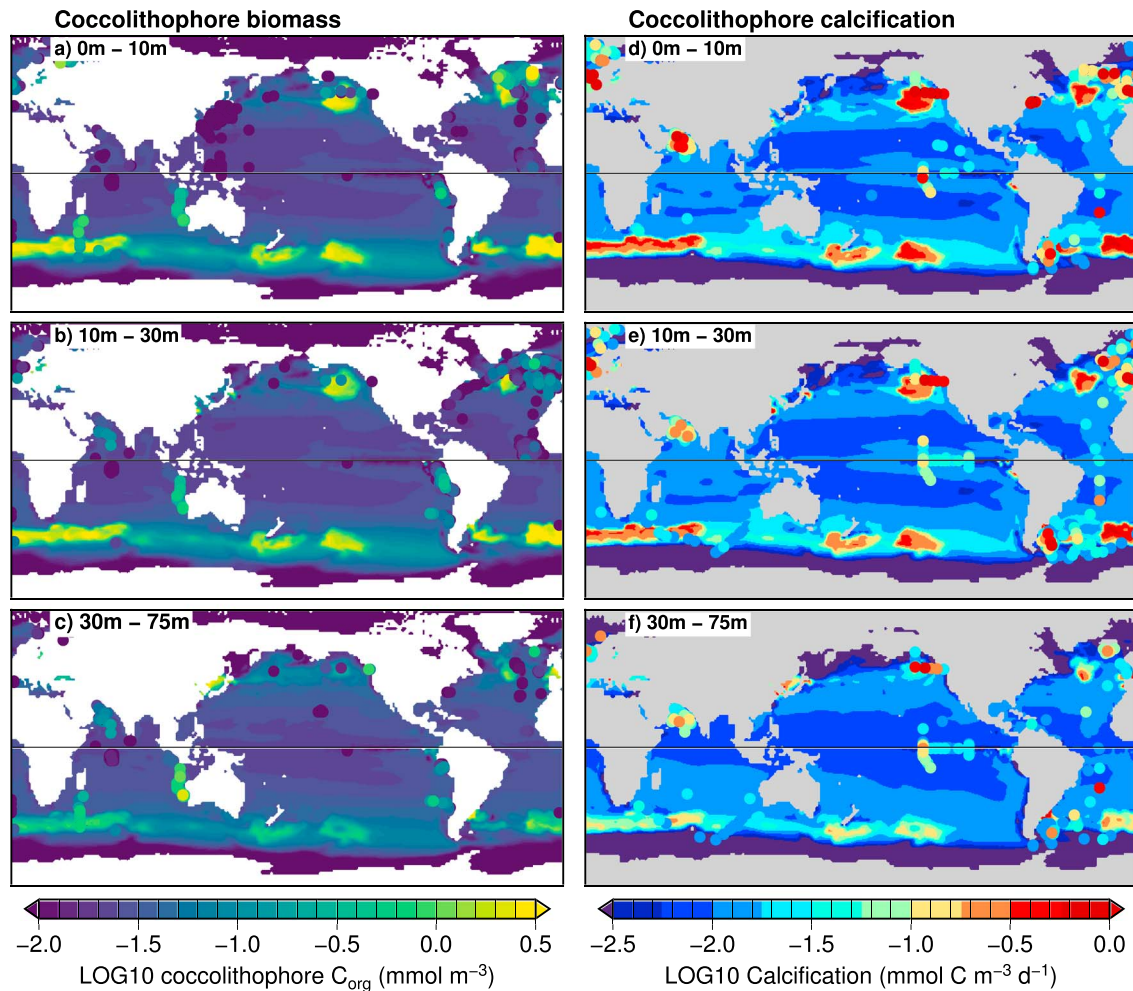 Coccolithophore biomass
Coccolithophore calcification
a) 0m − 10m
d) 0m − 10m
b) 10m − 30m
e) 10m − 30m
c) 30m − 75m
f) 30m − 75m
−2.0 −1.5 −1.0 −0.5 0.0 0.5
−2.5 −2.0 −1.5 −1.0 −0.5 0.0
LOG10 coccolithophore Corg (mmol m−3)
LOG10 Calcification (mmol C m−3 d−1)